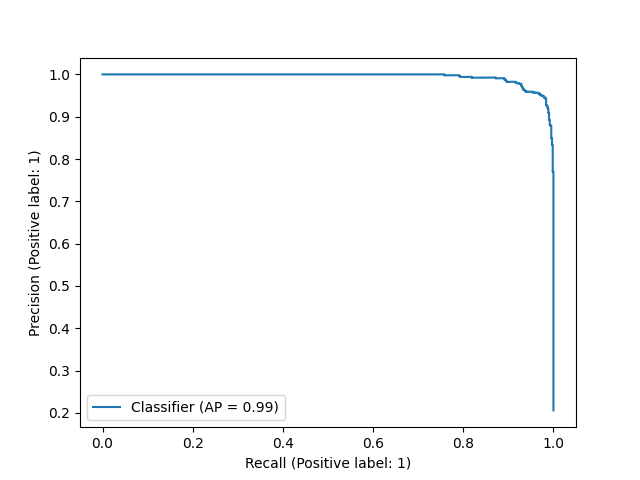 1.0
0.9
0.8
0.7
0.6
0.5
0.4
0.3
0.2
Precision (Positive label: 1)
Classifier (AP = 0.99)
0.0 0.2 0.4 0.6 0.8 1.0
Recall (Positive label: 1)